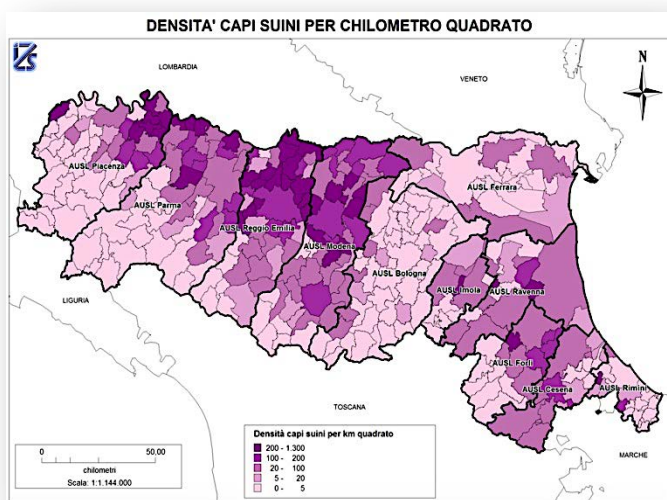 DENSITA' CAPI SUINI PER CHILOMETRO QUADRATO
IZS
LOMBARDIA
VENETO
N
AUSL Piacenza
AUSL Parma
AUSL Reggio Emilia
AUSL Modena
AUSL Ferrara
AUSL Bologna
AUSL Imola
AUSL Ravenna
LIGURIA
AUSL Forlì
AUSL Cesena
AUSL Rimini
TOSCANA
MARCHE
0 50,00
chilometri
Scala: 1:1.144.000
Densità capi suini per km quadrato
200 - 1.300
100 - 200
20 - 100
5 - 20
0 - 5